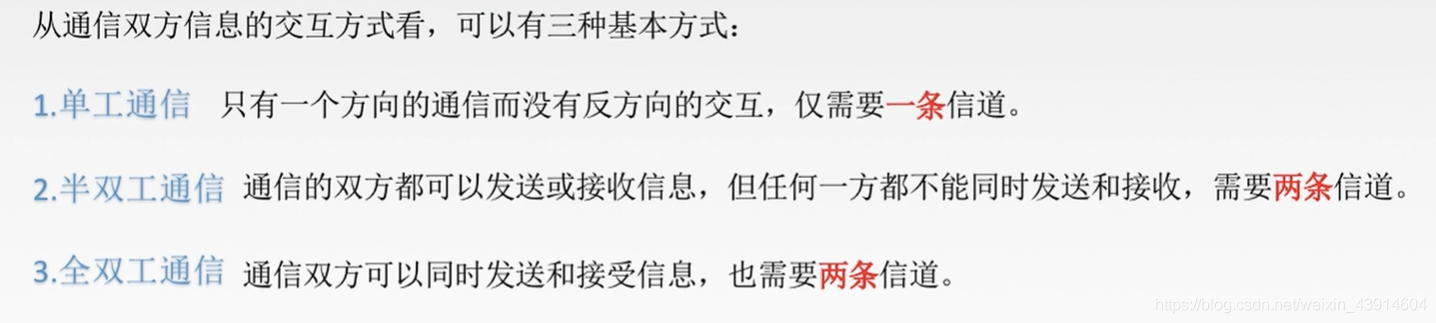 从通信双方信息的交互方式看，可以有三种基本方式：
1.单工通信 只有一个方向的通信而没有反方向的交互，仅需要一条信道。
2.半双工通信 通信的双方都可以发送或接收信息，但任何一方都不能同时发送和接收，需要两条信道。
3.全双工通信 通信双方可以同时发送和接受信息，也需要两条信道。
https://blog.csdn.net/weixin_43914604